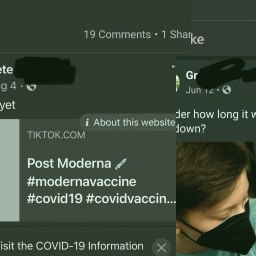 19 Comments • 1 Shar
ke
ete
Gr
g 4 •
Jun 12 •
yet
About this website
der how long it w
down?
TIKTOK.COM
Post Moderna
#modernavaccine
#covid19 #covidvaccin...
isit the COVID-19 Information